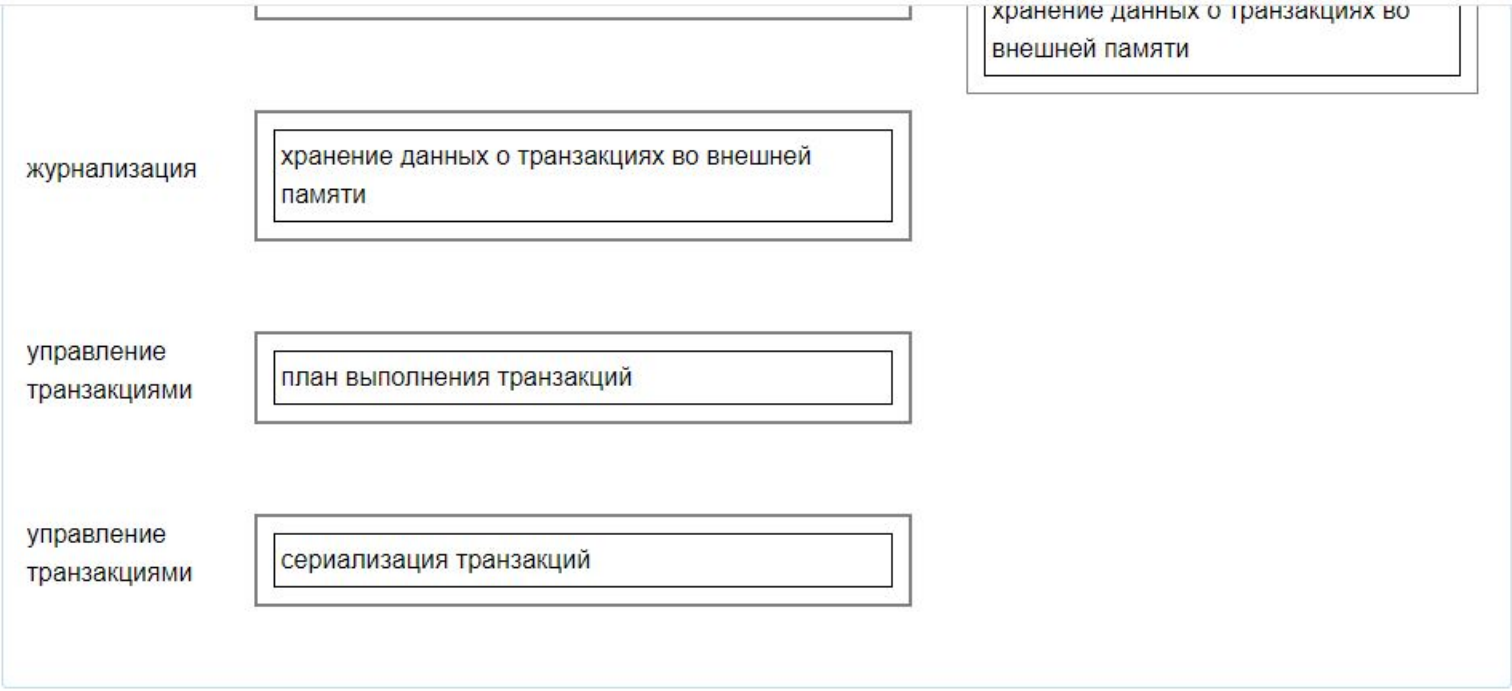 хранение данных о транзакциях во
внешней памяти
журнализация
хранение данных о транзакциях во внешней
памяти
управление
транзакциями
план выполнения транзакций
управление
транзакциями
сериализация транзакций